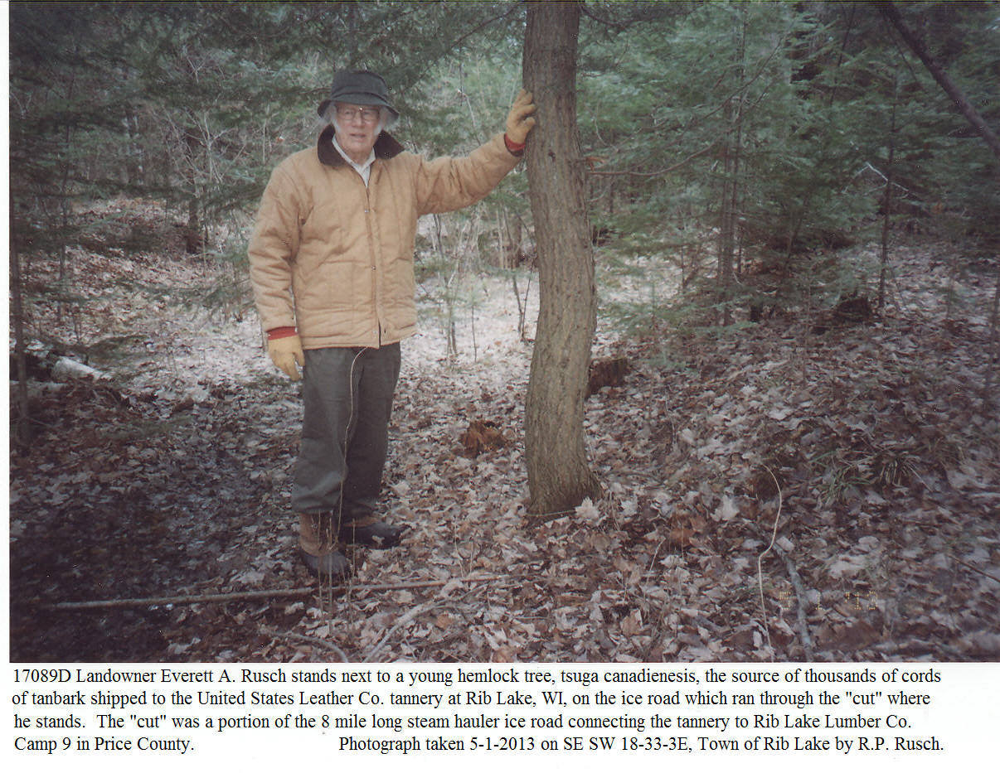 17089D Landowner Everett A. Rusch stands next to a young hemlock tree, tsuga canadienesis, the source of thousands of cords
of tanbark shipped to the United States Leather Co. tannery at Rib Lake, WI, on the ice road which ran through the "cut" where
he stands.  The "cut" was a portion of the 8 mile long steam hauler ice road connecting the tannery to Rib Lake Lumber Co.
Camp 9 in Price County.                    Photograph taken 5-1-2013 on SE SW 18-33-3E, Town of Rib Lake by R.P. Rusch.